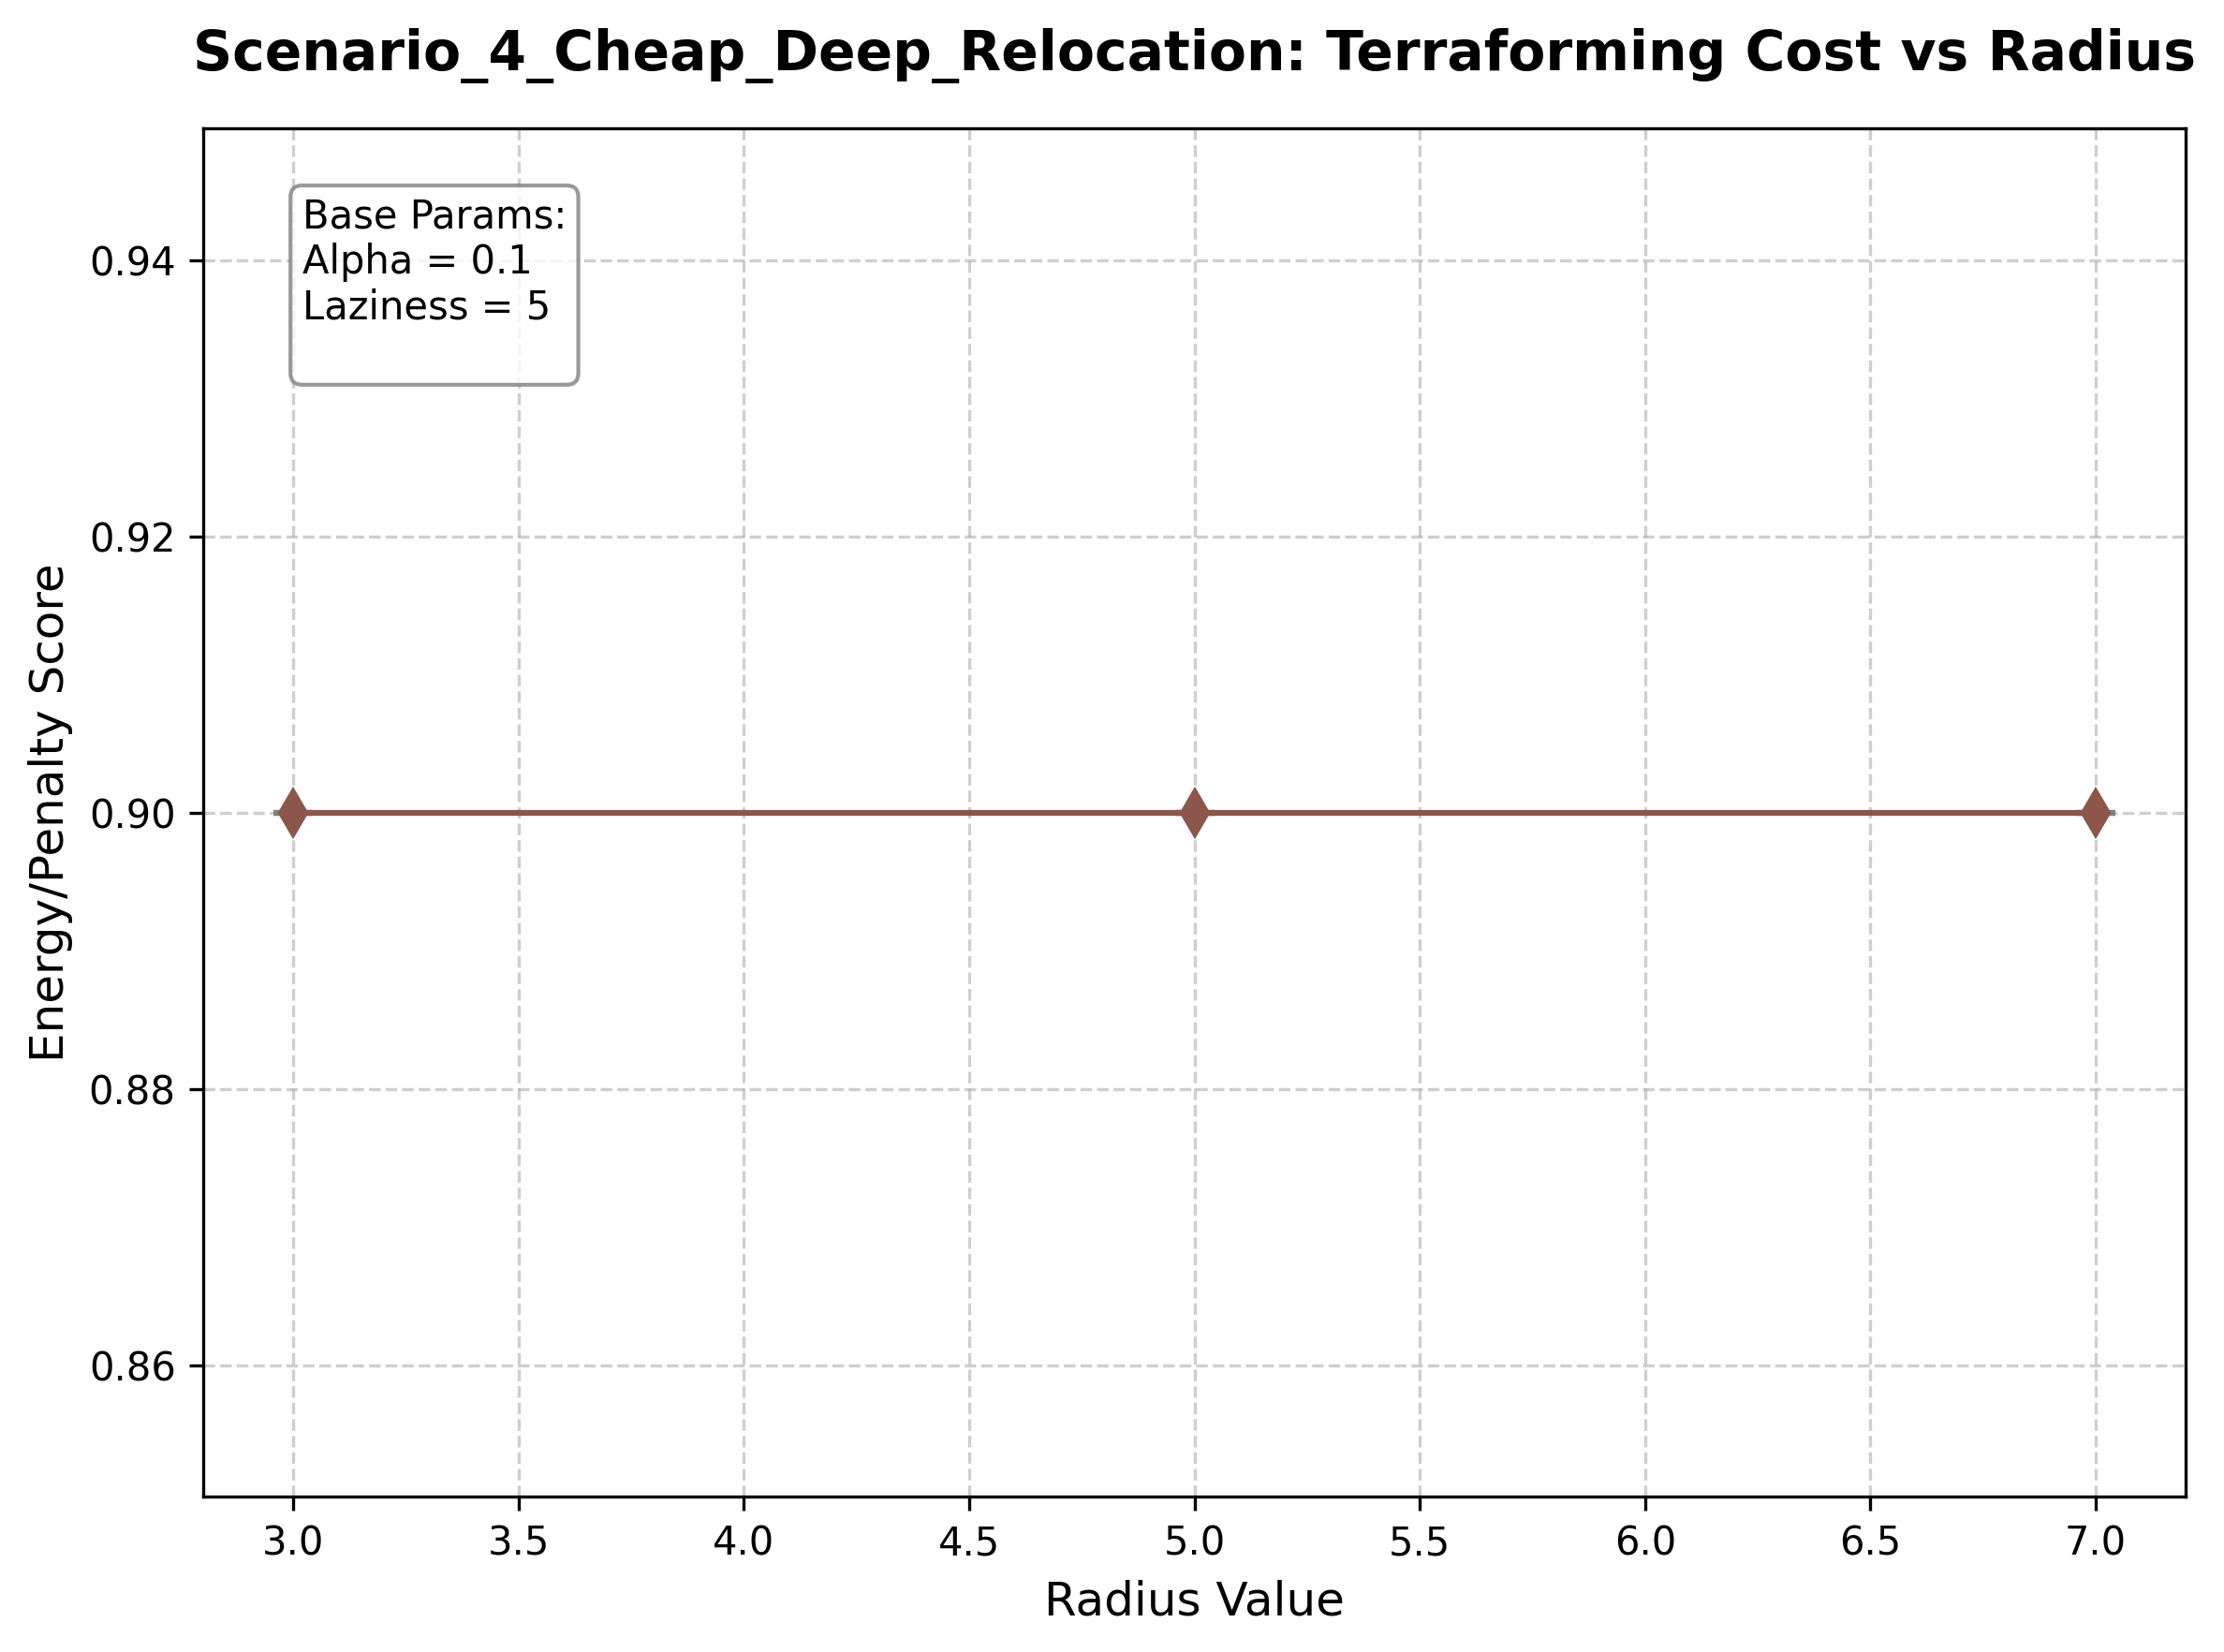 Scenario_4_Cheap_Deep_Relocation: Terraforming Cost vs Radius
Base Params:
Alpha = 0.1
Laziness = 5
Energy/Penalty Score
0.94
0.92
0.90
0.88
0.86
3.0 3.5 4.0 4.5 5.0 5.5 6.0 6.5 7.0
Radius Value